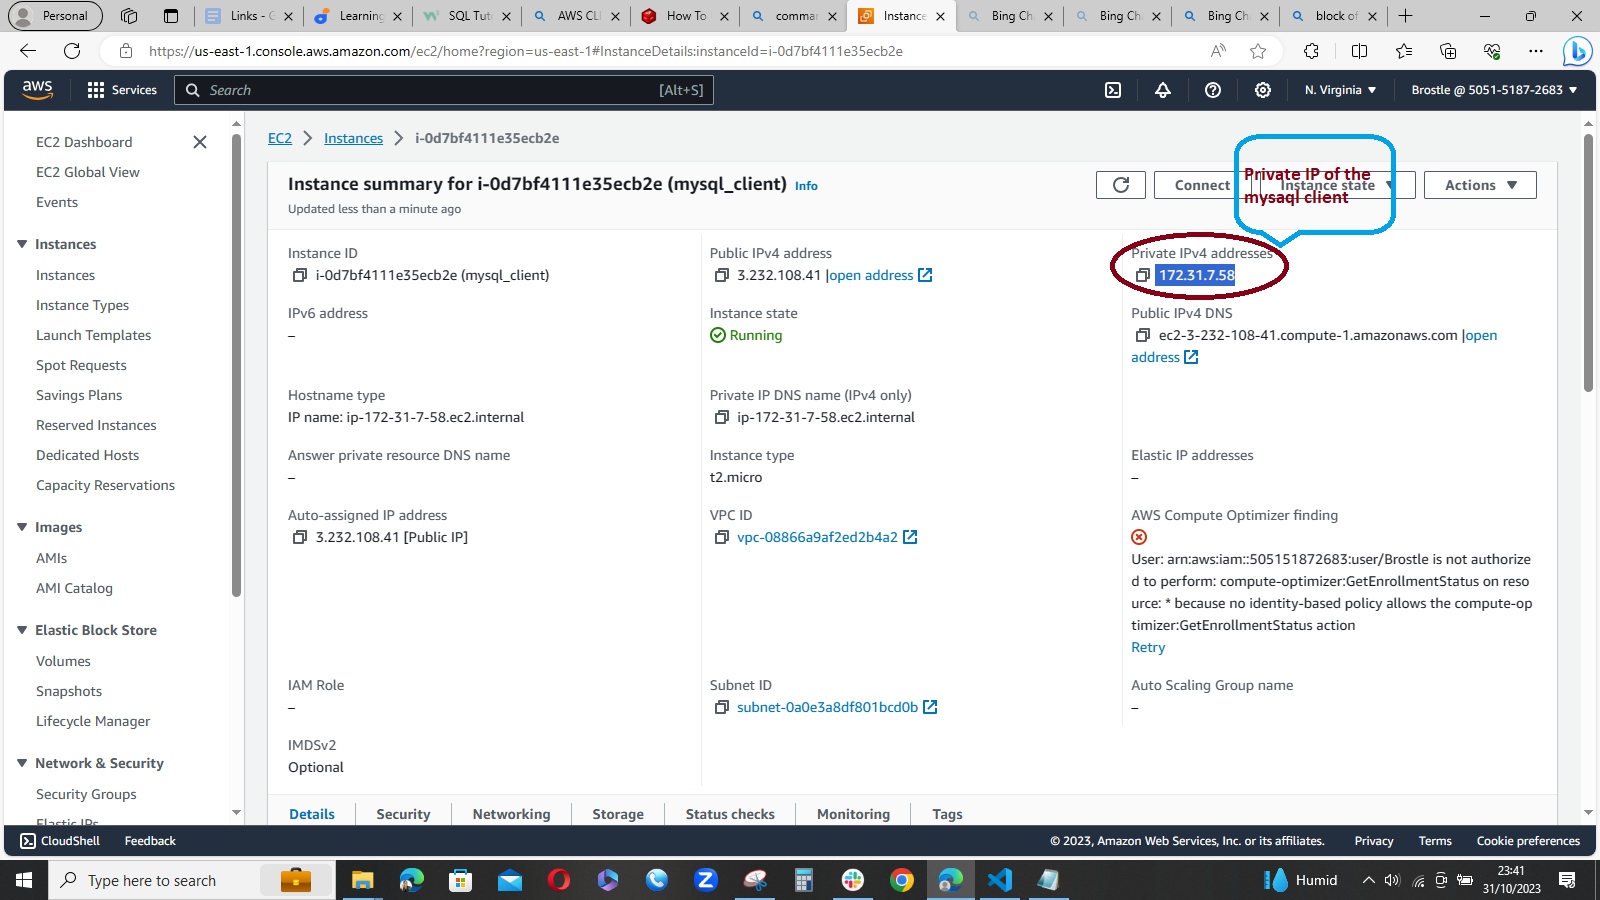 Personal
Links - G
Learning
SQL Tuto
AWS CLI
How To
commar
Instance
Bing Cha
Bing Cha
Bing Cha
block of
https://us-east-1.console.aws.amazon.com/ec2/home?region=us-east-1#InstanceDetails:instanceId=i-0d7bf4111e35ecb2e
aws
Services
Search
[Alt+S]
N. Virginia
Brostle @ 5051-5187-2683
EC2 Dashboard
EC2 Global View
Events
Instances
Instances
Instance Types
Launch Templates
Spot Requests
Savings Plans
Reserved Instances
Dedicated Hosts
Capacity Reservations
Images
AMIs
AMI Catalog
Elastic Block Store
Volumes
Snapshots
Lifecycle Manager
Network & Security
Security Groups
Elastic IPs
EC2 > Instances > i-0d7bf4111e35ecb2e
Instance summary for i-0d7bf4111e35ecb2e (mysql_client) Info
Updated less than a minute ago
Connect
Instance state
Actions
Private IP of the
mysaql client
Instance ID
i-0d7bf4111e35ecb2e (mysql_client)
Public IPv4 address
3.232.108.41 |open address
Private IPv4 addresses
172.31.7.58
IPv6 address
–
Instance state
Running
Public IPv4 DNS
ec2-3-232-108-41.compute-1.amazonaws.com |open
address
Hostname type
IP name: ip-172-31-7-58.ec2.internal
Private IP DNS name (IPv4 only)
ip-172-31-7-58.ec2.internal
Answer private resource DNS name
–
Instance type
t2.micro
Elastic IP addresses
–
Auto-assigned IP address
3.232.108.41 [Public IP]
VPC ID
vpc-08866a9af2ed2b4a2
AWS Compute Optimizer finding
User: arn:aws:iam::505151872683:user/Brostle is not authorize
d to perform: compute-optimizer:GetEnrollmentStatus on reso
urce: * because no identity-based policy allows the compute-op
timizer:GetEnrollmentStatus action
Retry
IAM Role
–
Subnet ID
subnet-0a0e3a8df801bcd0b
Auto Scaling Group name
–
IMDSv2
Optional
Details
Security
Networking
Storage
Status checks
Monitoring
Tags
CloudShell
Feedback
© 2023, Amazon Web Services, Inc. or its affiliates.
Privacy
Terms
Cookie preferences
Type here to search
Humid
23:41
31/10/2023